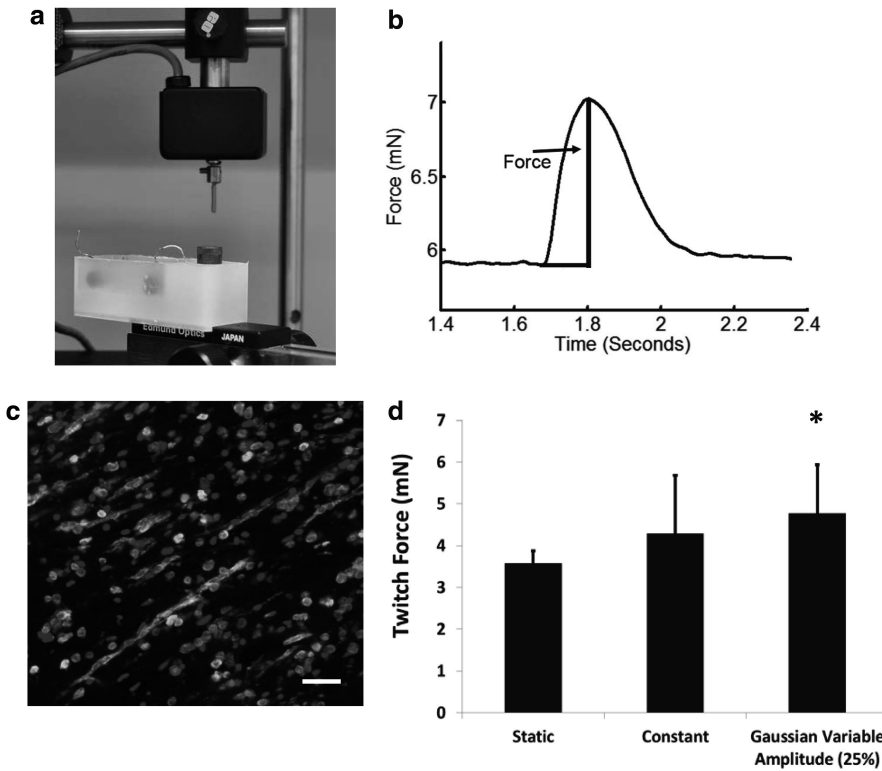 a
Edmund Optics
JAPAN
b
Force (mN)
7
6.5
6
Force
1.4
1.6
1.8
2
2.2
2.4
Time (Seconds)
c
d
Twitch Force (mN)
7
6
5
4
3
2
1
0
*
Static
Constant
Gaussian Variable
Amplitude (25%)